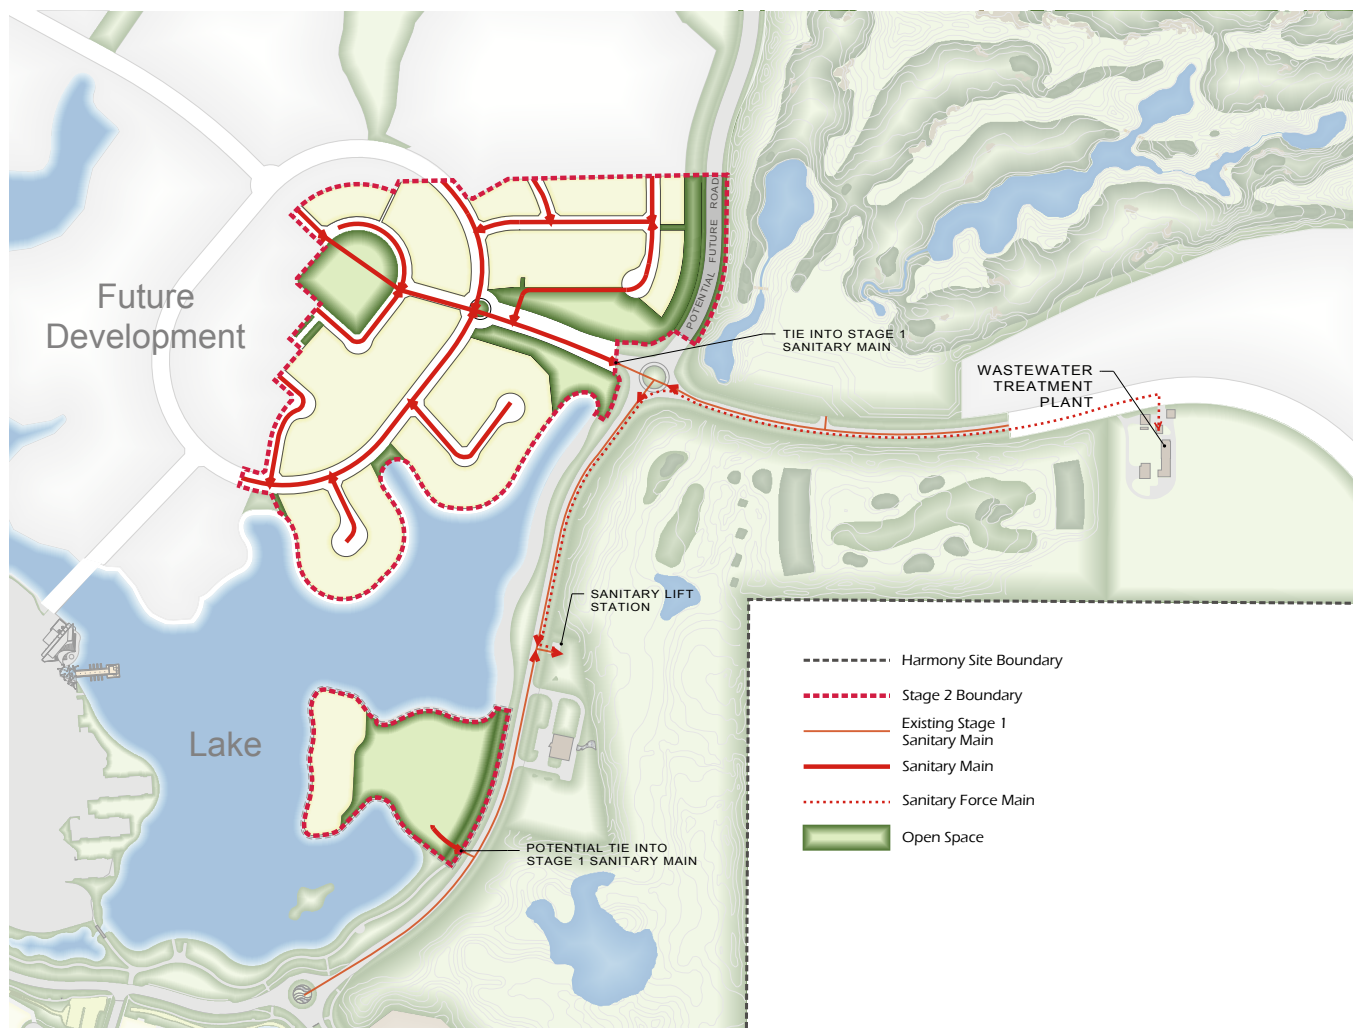 POTENTIAL FUTURE ROAD
Future
Development
TIE INTO STAGE 1
SANITARY MAIN
WASTEWATER
TREATMENT
PLANT
SANITARY LIFT
STATION
Harmony Site Boundary
Stage 2 Boundary
Existing Stage 1
Sanitary Main
Sanitary Main
Sanitary Force Main
Open Space
Lake
POTENTIAL TIE INTO
STAGE 1 SANITARY MAIN